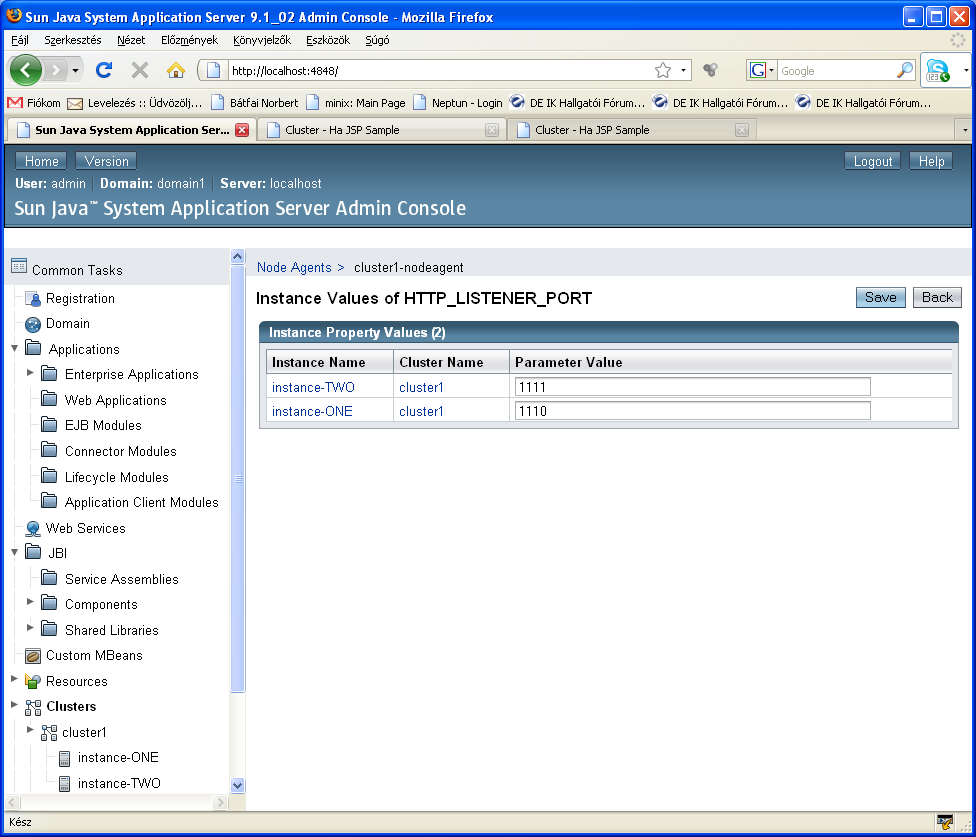 Sun Java System Application Server 9.1_02 Admin Console - Mozilla Firefox
Fájl Szerkesztés Nézet Előzmények Könyvjelzők Eszközök Súgó
http://localhost:4848/ Google
Fiókom Levelezés :: Üdvözölj... Bátfai Norbert minix: Main Page Neptun - Login DE IK Hallgatói Fórum... DE IK Hallgatói Fórum... DE IK Hallgatói Fórum...
Sun Java System Application Ser... Cluster - Ha JSP Sample Cluster - Ha JSP Sample
Home Version Logout Help
User: admin Domain: domain1 Server: localhost
Sun Java™ System Application Server Admin Console
Common Tasks
Registration
Domain
Applications
Enterprise Applications
Web Applications
EJB Modules
Connector Modules
Lifecycle Modules
Application Client Modules
Web Services
JBI
Service Assemblies
Components
Shared Libraries
Custom MBeans
Resources
Clusters
cluster1
instance-ONE
instance-TWO
Node Agents > cluster1-nodeagent
Instance Values of HTTP_LISTENER_PORT Save Back
Instance Property Values (2)
Instance Name Cluster Name Parameter Value
instance-TWO cluster1 1111
instance-ONE cluster1 1110
Kész